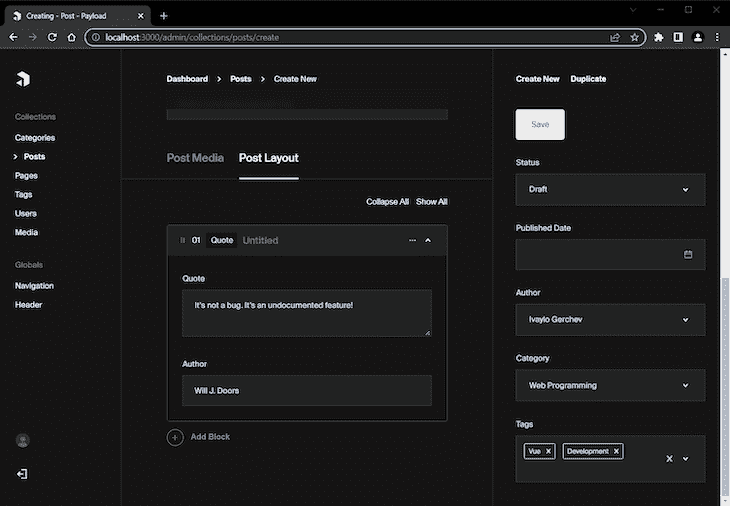 Creating - Post - Payload
localhost:3000/admin/collections/posts/create
Dashboard > Posts > Create New
Create New Duplicate
Collections
Categories
Posts
Pages
Tags
Users
Media
Globals
Navigation
Header
Post Media Post Layout
Collapse All Show All
01 Quote Untitled
Quote
It's not a bug. It's an undocumented feature!
Author
Will J. Doors
Add Block
Save
Status
Draft
Published Date
Author
Ivaylo Gerchev
Category
Web Programming
Tags
Vue Development